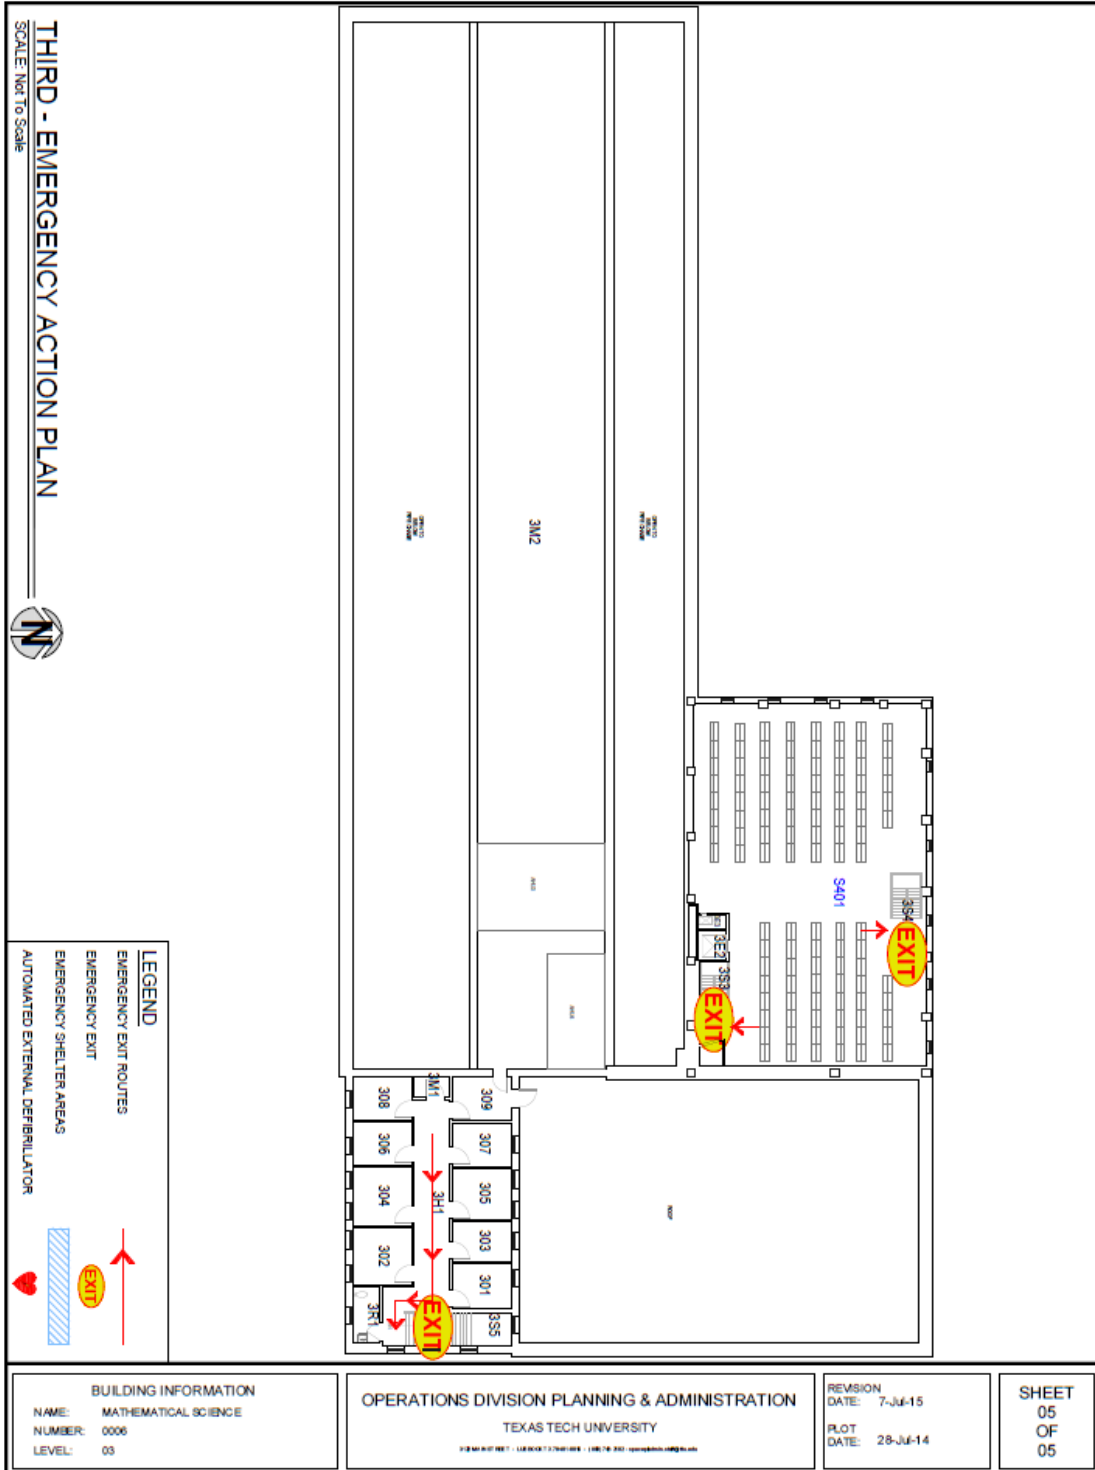 THIRD - EMERGENCY ACTION PLAN
SCALE: Not To Scale
N
3M2
S401
3S4
EXIT
3E2
3S3
EXIT
3M1
308
309
306
307
304
3H1
305
302
303
301
3R1
EXIT
3S5
ROOF
LEGEND
EMERGENCY EXIT ROUTES
EMERGENCY EXIT
EXIT
EMERGENCY SHELTER AREAS
AUTOMATED EXTERNAL DEFIBRILLATOR
BUILDING INFORMATION
NAME: MATHEMATICAL SCIENCE
NUMBER: 0006
LEVEL: 03
OPERATIONS DIVISION PLANNING & ADMINISTRATION
TEXAS TECH UNIVERSITY
REVISION
DATE: 7-Jul-15
PLOT
DATE: 28-Jul-14
SHEET
05
OF
05